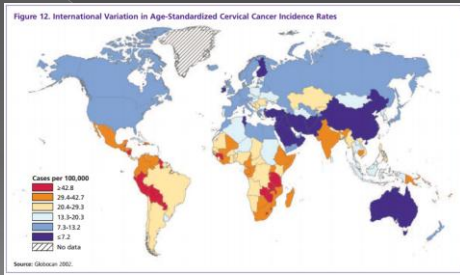 Figure 12. International Variation in Age-Standardized Cervical Cancer Incidence Rates
Cases per 100,000
≥42.8
29.4-42.7
20.4-29.3
13.3-20.3
7.3-13.2
≤7.2
No data
Source: Globocan 2002.